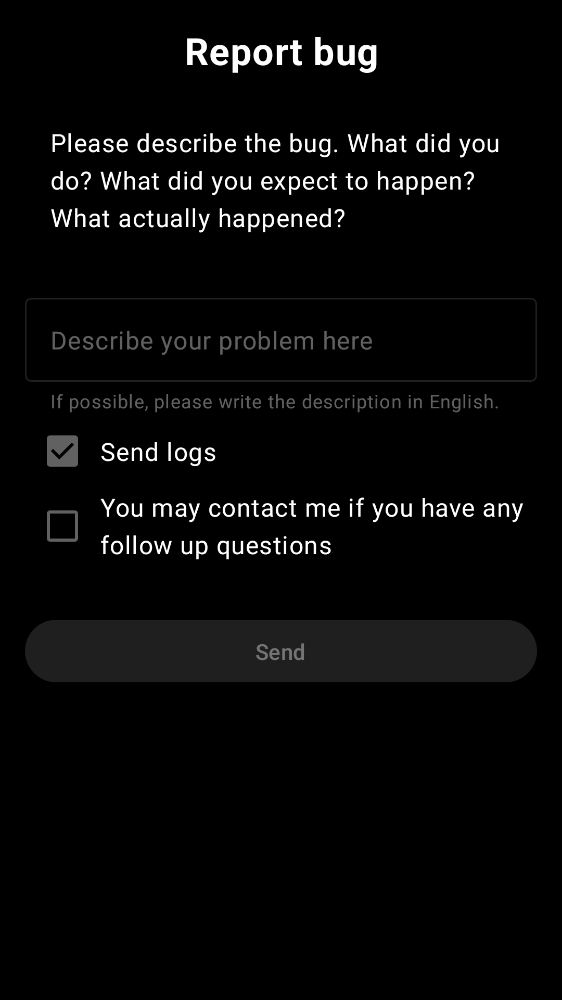 Report bug
Please describe the bug. What did you
do? What did you expect to happen?
What actually happened?
Describe your problem here
If possible, please write the description in English.
Send logs
You may contact me if you have any
follow up questions
Send